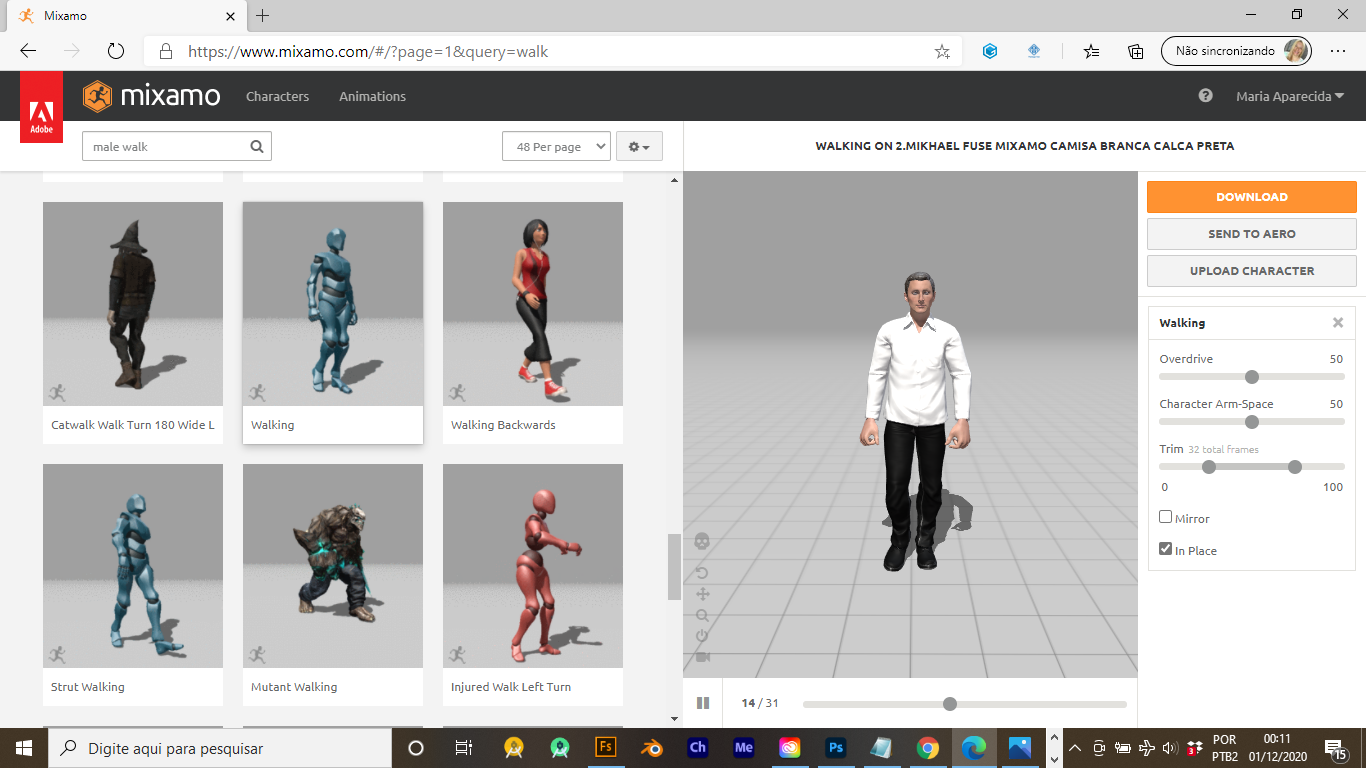 Mixamo
https://www.mixamo.com/#/?page=1&query=walk
Não sincronizando
Adobe
mixamo
Characters
Animations
Maria Aparecida
male walk
48 Per page
WALKING ON 2.MIKHAEL FUSE MIXAMO CAMISA BRANCA CALCA PRETA
Catwalk Walk Turn 180 Wide L
Walking
Walking Backwards
Strut Walking
Mutant Walking
Injured Walk Left Turn
DOWNLOAD
SEND TO AERO
UPLOAD CHARACTER
Walking
Overdrive 50
Character Arm-Space 50
Trim 32 total frames
0 100
Mirror
In Place
14 / 31
Digite aqui para pesquisar
Fs
Ch
Me
Ps
POR
PTB2
00:11
01/12/2020
15